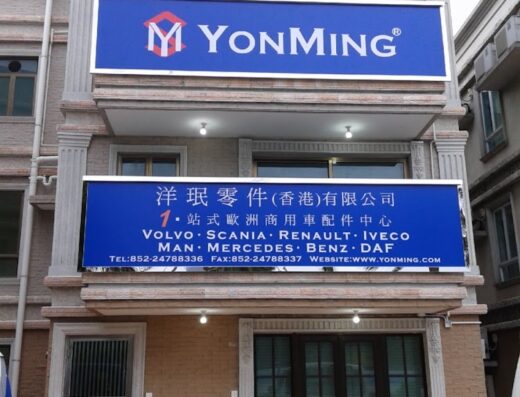 YONMING®
洋珉零件(香港)有限公司
1·站式歐洲商用車配件中心
VOLVO·SCANIA·RENAULT·IVECO
MAN·MERCEDES·BENZ·DAF
TEL:852-24788336 FAX:852-24788337 WEBSITE:WWW.YONMING.COM